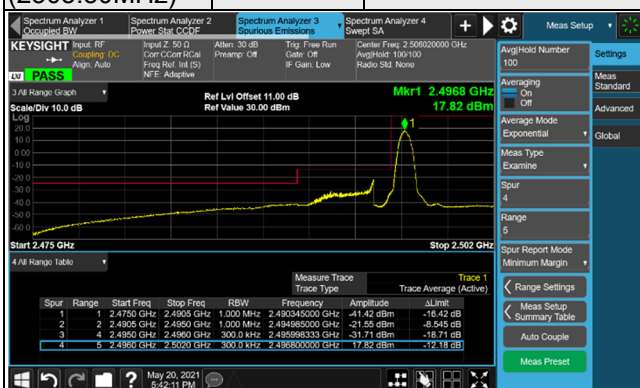 Spectrum Analyzer 1
Occupied BW
Spectrum Analyzer 2
Power Stat CCDF
Spectrum Analyzer 3
Spurious Emissions
Spectrum Analyzer 4
Swept SA
Meas Setup
KEYSIGHT
Input: RF
Coupling: DC
Align: Auto
Input Z: 50 Ω
Corr CCorr RCal
Freq Ref: Int (S)
NFE: Adaptive
Atten: 30 dB
Preamp: Off
Trig: Free Run
Gate: Off
IF Gain: Low
Center Freq: 2.506020000 GHz
Avg|Hold: 100/100
Radio Std: None
LXI PASS
3 All Range Graph
Scale/Div 10.0 dB
Ref Lvl Offset 11.00 dB
Ref Value 30.00 dBm
Mkr1 2.4968 GHz
17.82 dBm
Log
20.0
10.0
0.00
-10.0
-20.0
-30.0
-40.0
-50.0
-60.0
1
Start 2.475 GHz
Stop 2.502 GHz
4 All Range Table
Measure Trace Trace 1
Trace Type Trace Average (Active)
Spur Range Start Freq Stop Freq RBW Frequency Amplitude ΔLimit
1 1 2.4750 GHz 2.4905 GHz 1.000 MHz 2.490345000 GHz -41.42 dBm -16.42 dB
2 2 2.4905 GHz 2.4950 GHz 1.000 MHz 2.494985000 GHz -21.55 dBm -8.545 dB
3 4 2.4950 GHz 2.4960 GHz 300.0 kHz 2.495998333 GHz -31.71 dBm -18.71 dB
4 5 2.4960 GHz 2.5020 GHz 300.0 kHz 2.496800000 GHz 17.82 dBm -12.18 dB
Avg|Hold Number
100
Averaging
On
Off
Average Mode
Exponential
Meas Type
Examine
Spur
4
Range
5
Spur Report Mode
Minimum Margin
Range Settings
Meas Setup
Summary Table
Auto Couple
Meas Preset
Settings
Meas
Standard
Advanced
Global
May 20, 2021
5:42:11 PM